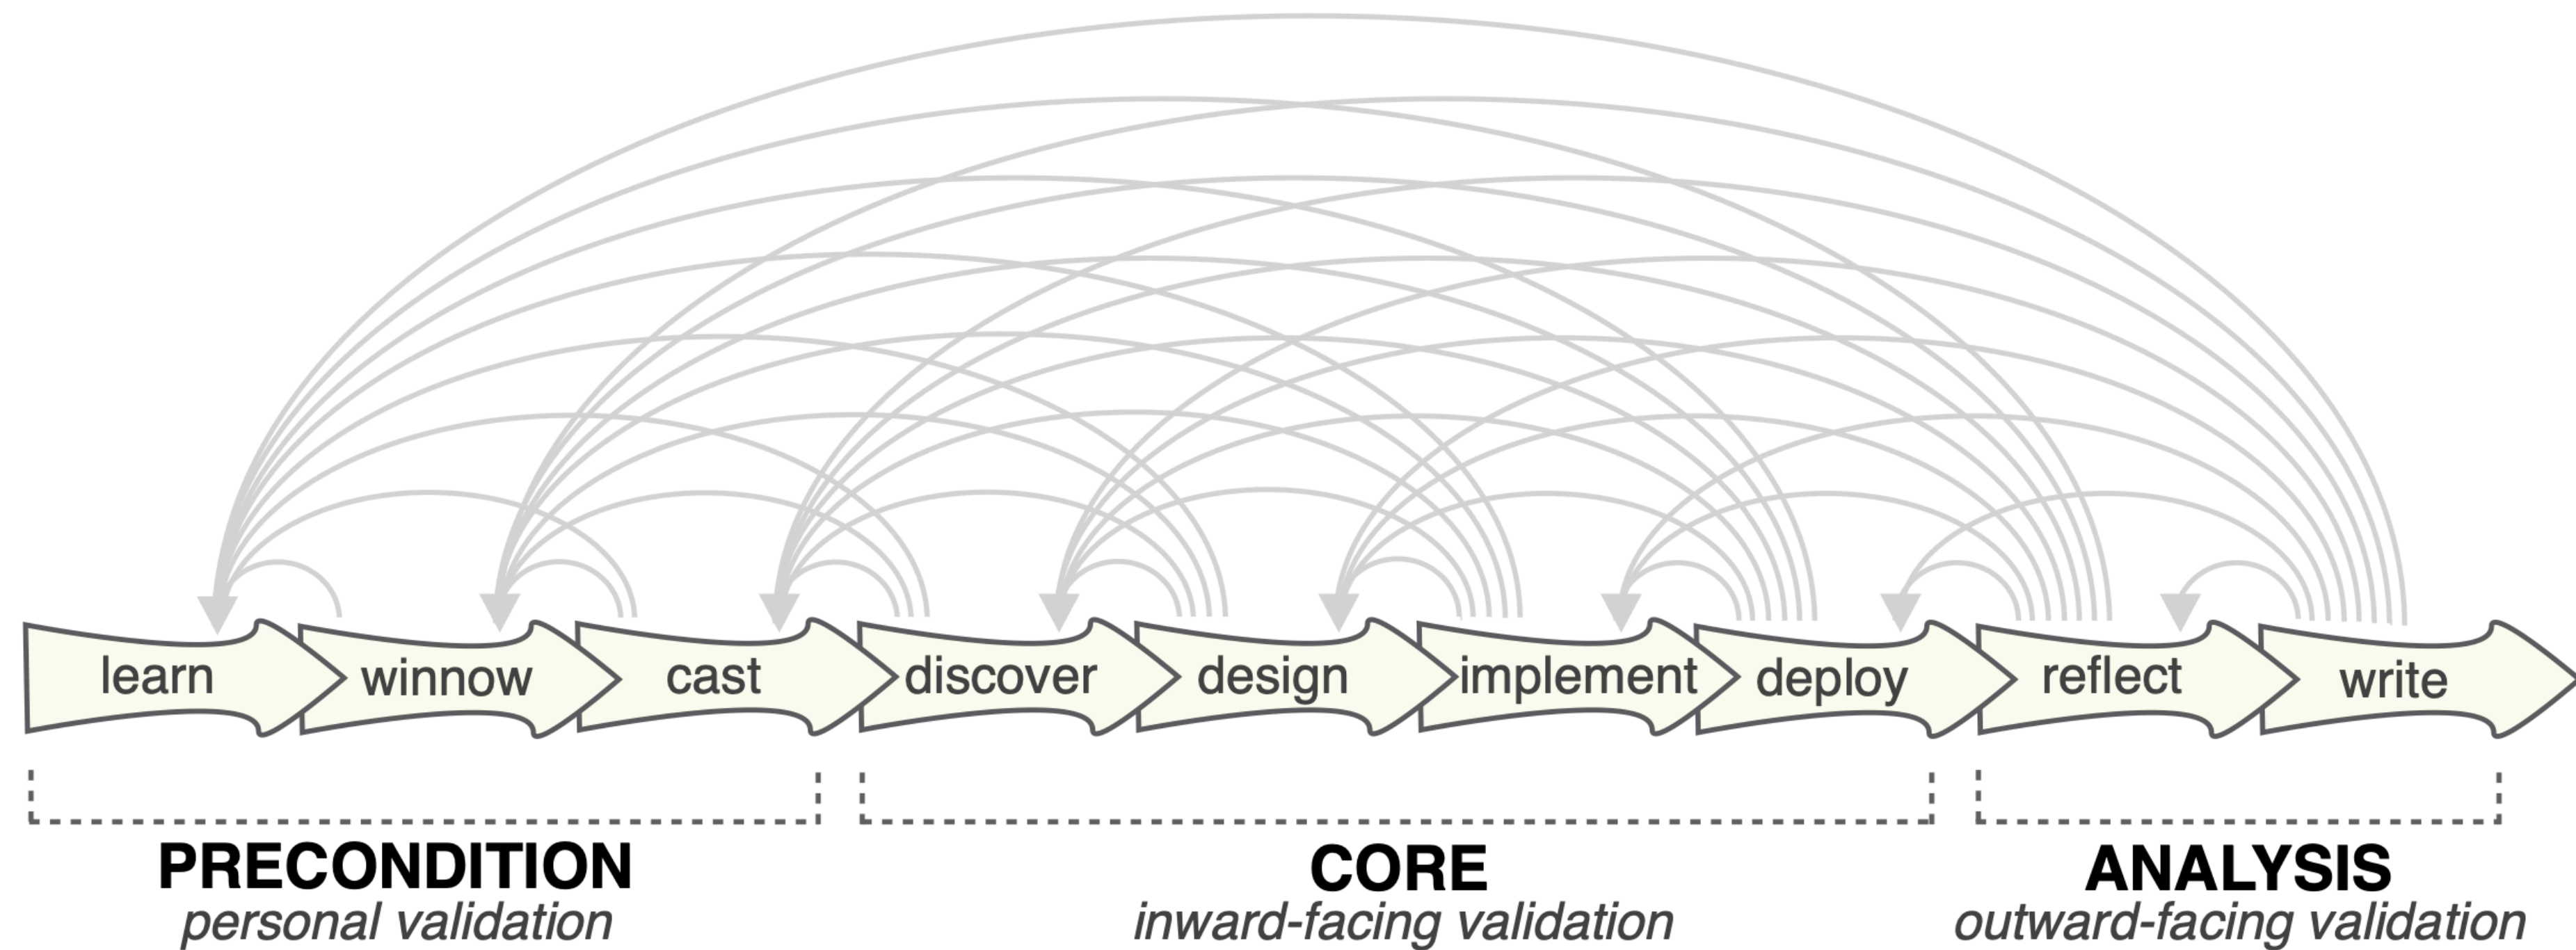 learn
winnow
cast
discover
design
implement
deploy
reflect
write
PRECONDITION
personal validation
CORE
inward-facing validation
ANALYSIS
outward-facing validation